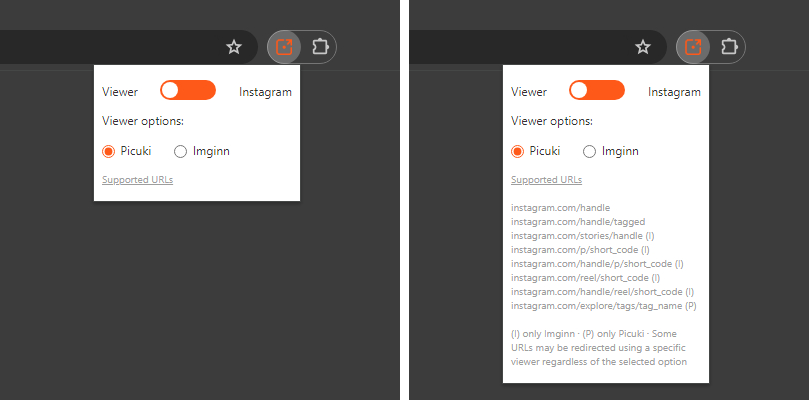 Viewer Instagram
Viewer options:
Picuki Imginn
Supported URLs
Viewer Instagram
Viewer options:
Picuki Imginn
Supported URLs
instagram.com/handle
instagram.com/handle/tagged
instagram.com/stories/handle (I)
instagram.com/p/short_code (I)
instagram.com/handle/p/short_code (I)
instagram.com/reel/short_code (I)
instagram.com/handle/reel/short_code (I)
instagram.com/explore/tags/tag_name (P)
(I) only Imginn · (P) only Picuki · Some
URLs may be redirected using a specific
viewer regardless of the selected option